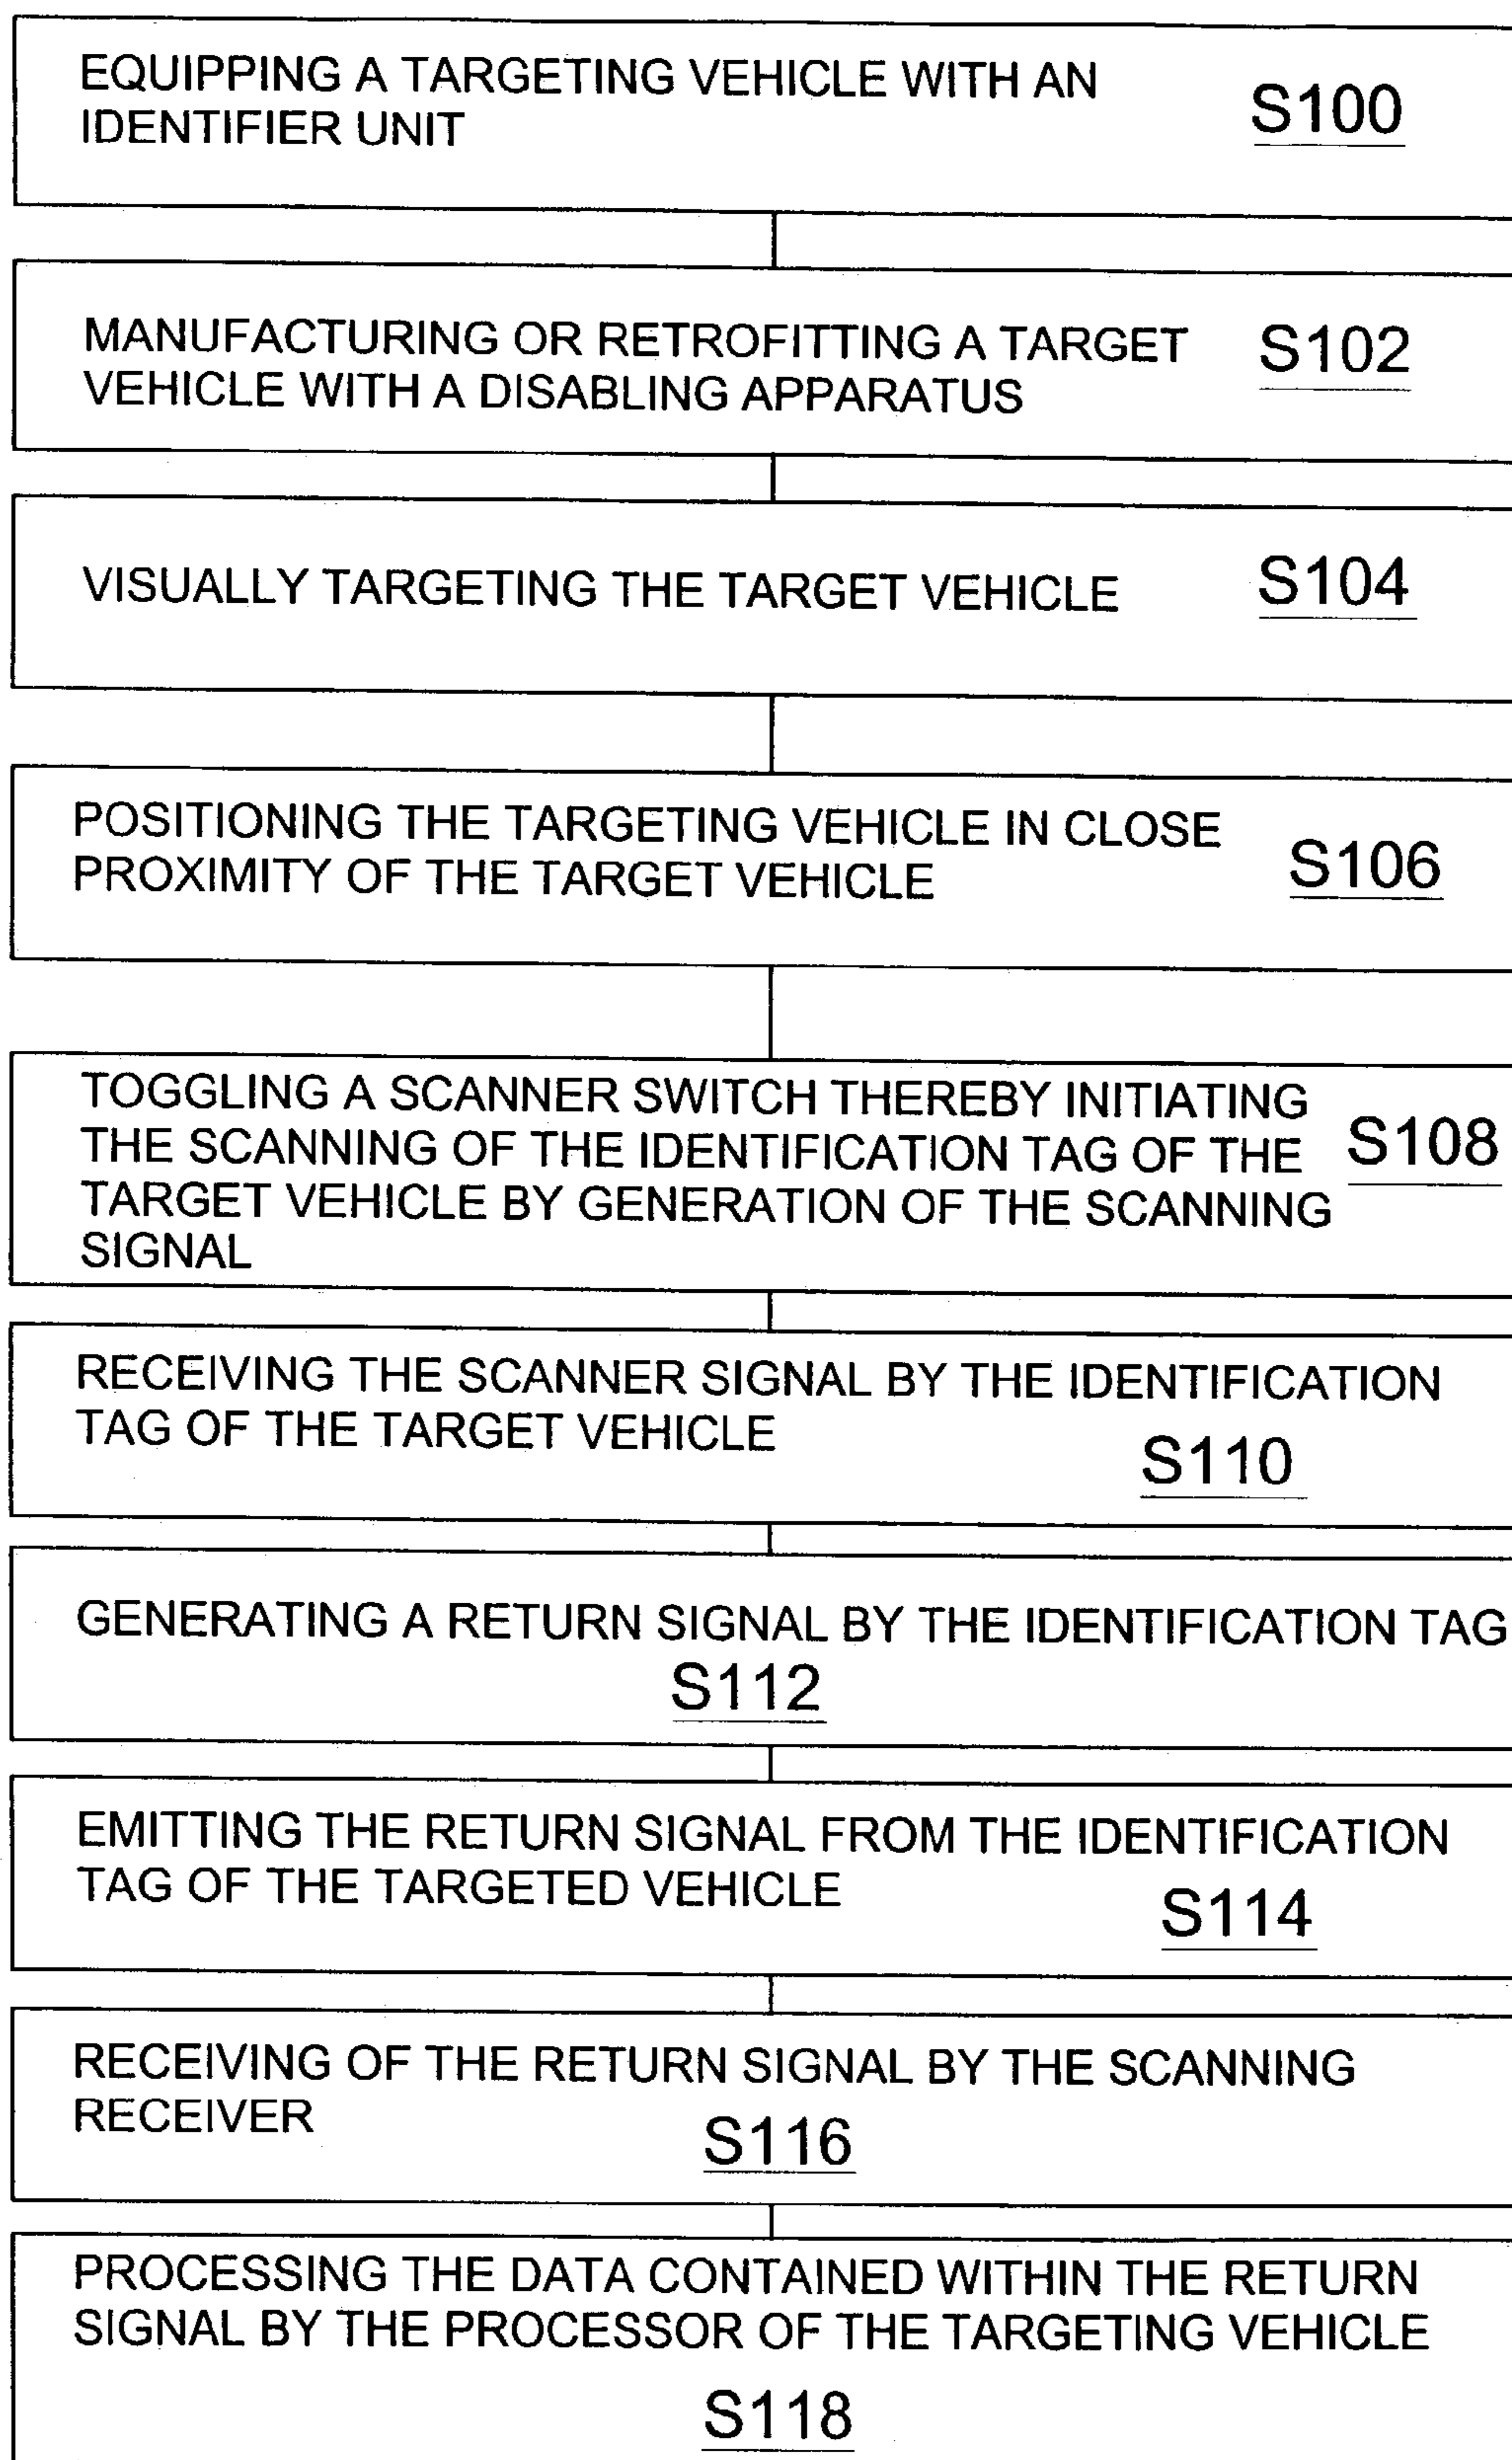 EQUIPPING A TARGETING VEHICLE WITH AN
IDENTIFIER UNIT
S100
MANUFACTURING OR RETROFITTING A TARGET
VEHICLE WITH A DISABLING APPARATUS
S102
VISUALLY TARGETING THE TARGET VEHICLE
S104
POSITIONING THE TARGETING VEHICLE IN CLOSE
PROXIMITY OF THE TARGET VEHICLE
S106
TOGGLING A SCANNER SWITCH THEREBY INITIATING
THE SCANNING OF THE IDENTIFICATION TAG OF THE
TARGET VEHICLE BY GENERATION OF THE SCANNING
SIGNAL
S108
RECEIVING THE SCANNER SIGNAL BY THE IDENTIFICATION
TAG OF THE TARGET VEHICLE
S110
GENERATING A RETURN SIGNAL BY THE IDENTIFICATION TAG
S112
EMITTING THE RETURN SIGNAL FROM THE IDENTIFICATION
TAG OF THE TARGETED VEHICLE
S114
RECEIVING OF THE RETURN SIGNAL BY THE SCANNING
RECEIVER
S116
PROCESSING THE DATA CONTAINED WITHIN THE RETURN
SIGNAL BY THE PROCESSOR OF THE TARGETING VEHICLE
S118